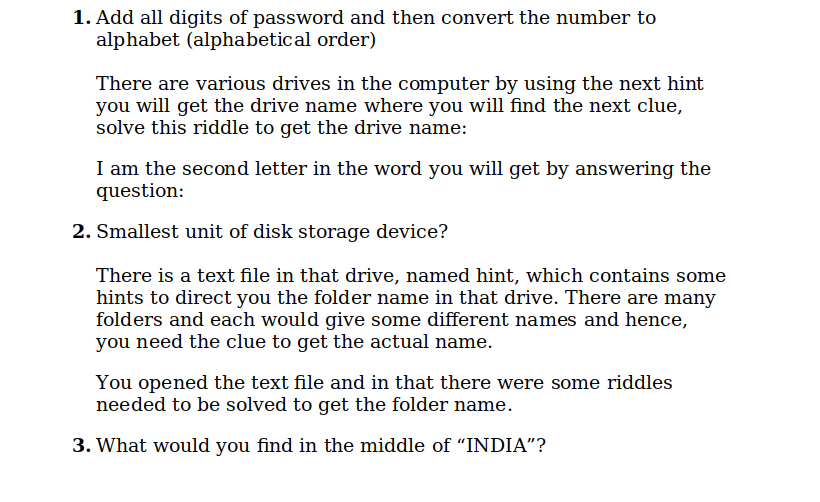 1. Add all digits of password and then convert the number to
alphabet (alphabetical order)
There are various drives in the computer by using the next hint
you will get the drive name where you will find the next clue,
solve this riddle to get the drive name:
I am the second letter in the word you will get by answering the
question:
2. Smallest unit of disk storage device?
There is a text file in that drive, named hint, which contains some
hints to direct you the folder name in that drive. There are many
folders and each would give some different names and hence,
you need the clue to get the actual name.
You opened the text file and in that there were some riddles
needed to be solved to get the folder name.
3. What would you find in the middle of “INDIA”?